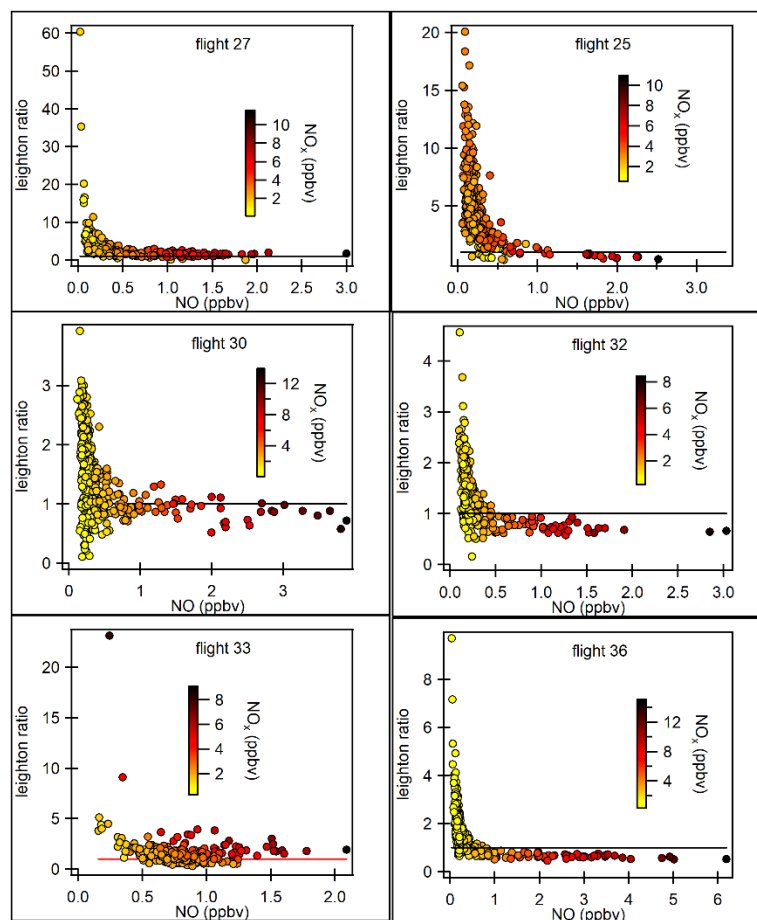 flight 27
60
50
40
30
20
10
0
leighton ratio
10
8
6
4
2
NOx (ppbv)
0.0 0.5 1.0 1.5 2.0 2.5 3.0
NO (ppbv)
flight 25
20
15
10
5
leighton ratio
10
8
6
4
2
NOx (ppbv)
0.0 1.0 2.0 3.0
NO (ppbv)
flight 30
3
2
1
0
leighton ratio
12
8
4
NOx (ppbv)
0 1 2 3
NO (ppbv)
flight 32
4
3
2
1
0
leighton ratio
8
6
4
2
NOx (ppbv)
0.0 0.5 1.0 1.5 2.0 2.5 3.0
NO (ppbv)
flight 33
20
15
10
5
0
leighton ratio
8
6
4
2
NOx (ppbv)
0.0 0.5 1.0 1.5 2.0
NO (ppbv)
flight 36
8
6
4
2
0
leighton ratio
12
8
4
NOx (ppbv)
0 1 2 3 4 5 6
NO (ppbv)